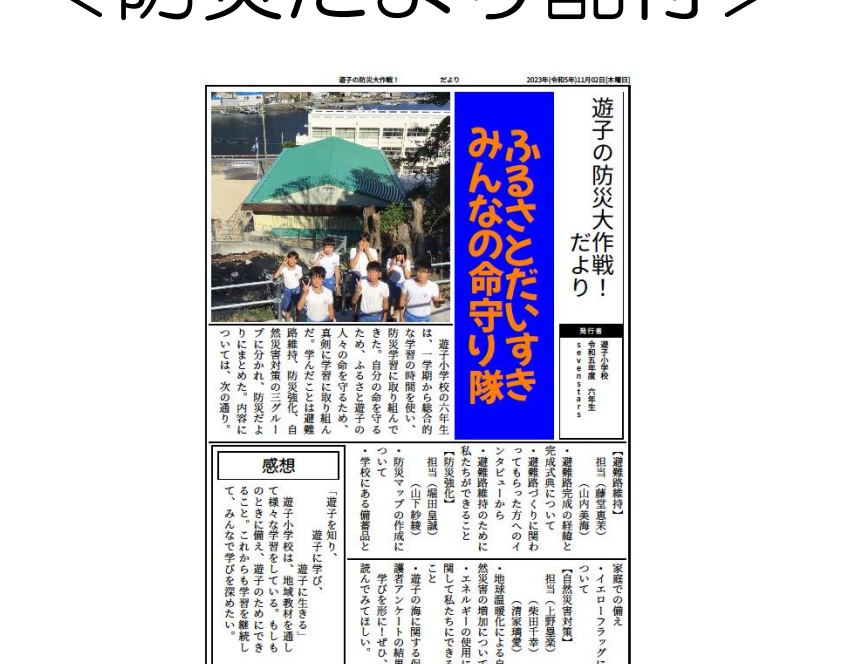 <防災だより配付>
遊子の防災大作戦！　だより　2023年(令和5年)11月02日[木曜日]
遊子の防災大作戦！
だより
発行者
遊子小学校
令和五年度　六年生
sevenstars
ふるさとだいすき
みんなの命守り隊
遊子小学校の六年生
は、一学期から総合的
な学習の時間を使い、
防災学習に取り組んで
きた。自分の命を守る
ため、ふるさと遊子の
人々の命を守るため、
真剣に学習に取り組ん
だ。学んだことは避難
路維持、防災強化、自
然災害対策の三グルー
プに分かれ、防災だよ
りにまとめた。内容に
ついては、次の通り。
【避難路維持】
担当（藤堂恵茉）
（山内美海）
・避難路完成の経緯と
完成式典について
・避難路づくりに関わ
ってもらった方へのイ
ンタビューから
・避難路維持のために
私たちができること
【防災強化】
担当（堀田皇誠）
（山下紗綾）
・防災マップの作成に
ついて
・学校にある備蓄品と
家庭での備え
・イエローフラッグに
ついて
【自然災害対策】
担当（上野塁楽）
（柴田千幸）
（清家璃愛）
・地球温暖化による自
然災害の増加について
・エネルギーの使用に
関して私たちにできる
こと
・遊子の海に関する保
護者アンケートの結果
学びを形に！ぜひ、
読んでみてほしい。
感想
「遊子を知り、
遊子に学び、
遊子に生きる」
遊子小学校は、地域教材を通し
て様々な学習をしている。もしも
のときに備え、遊子のためにでき
ること。これからも学習を継続し
て、みんなで学びを深めたい。